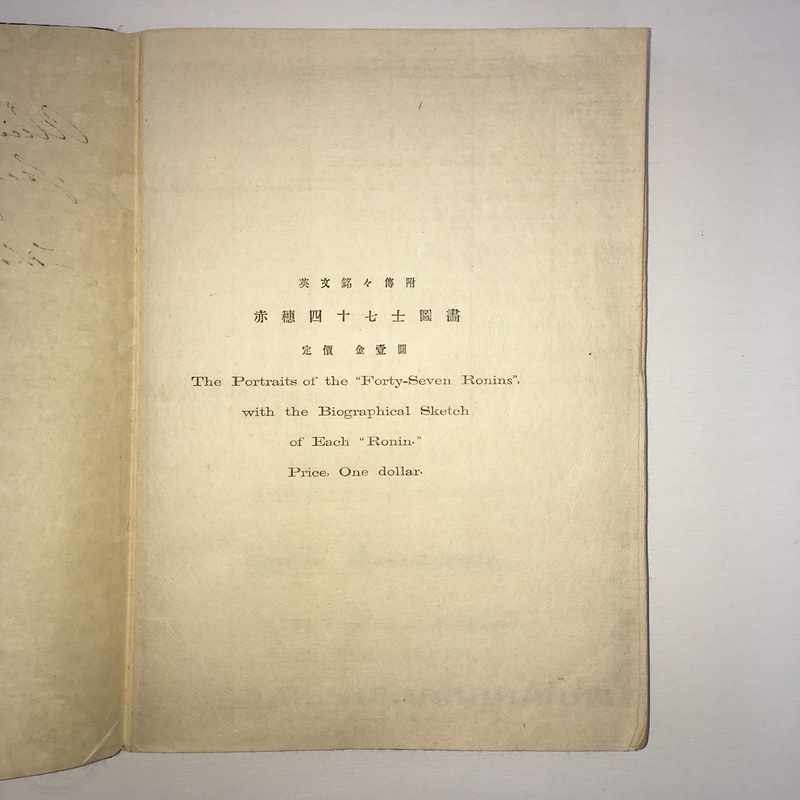 英文銘々傳附
赤穗四十七士圖畵
定價 金壹圓
The Portraits of the "Forty-Seven Ronins",
with the Biographical Sketch
of Each "Ronin."
Price, One dollar.